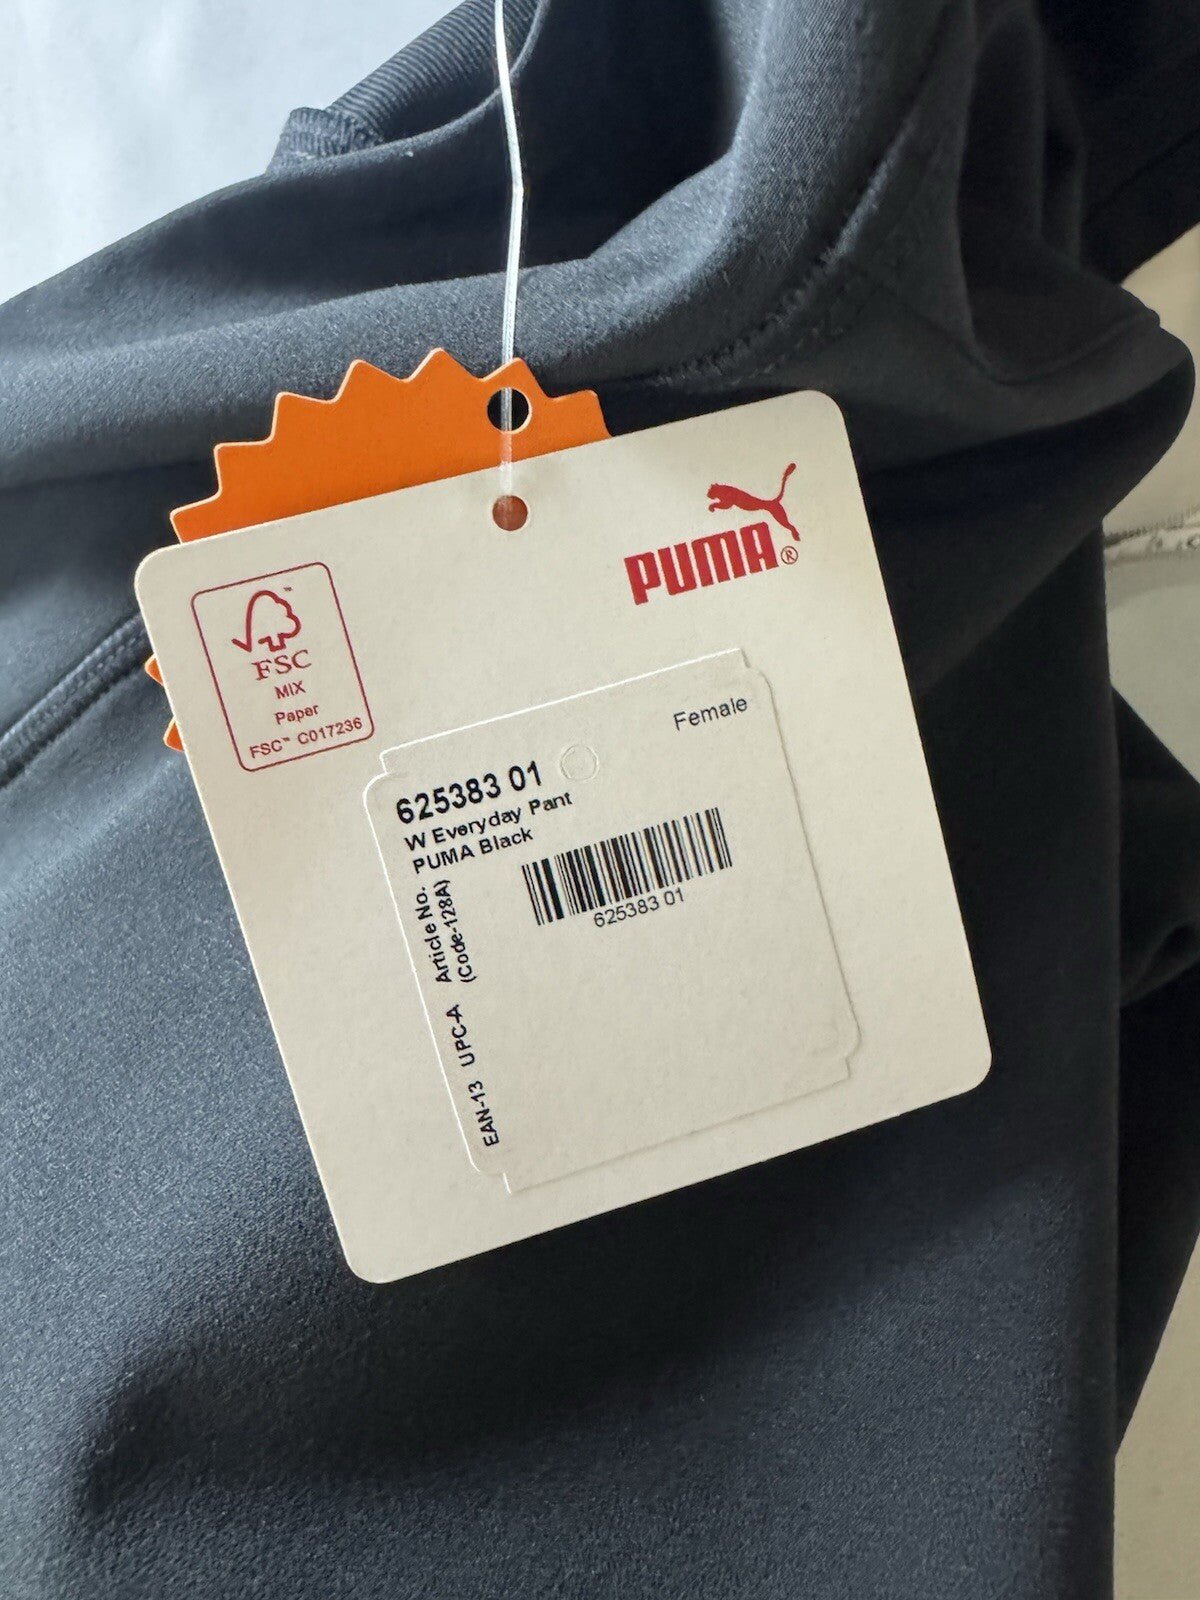 PUMA®
FSC™
MIX
Paper
FSC™ C017236
Female
625383 01
W Everyday Pant
PUMA Black
Article No.
(Code-128A)
625383 01
UPC-A
EAN-13